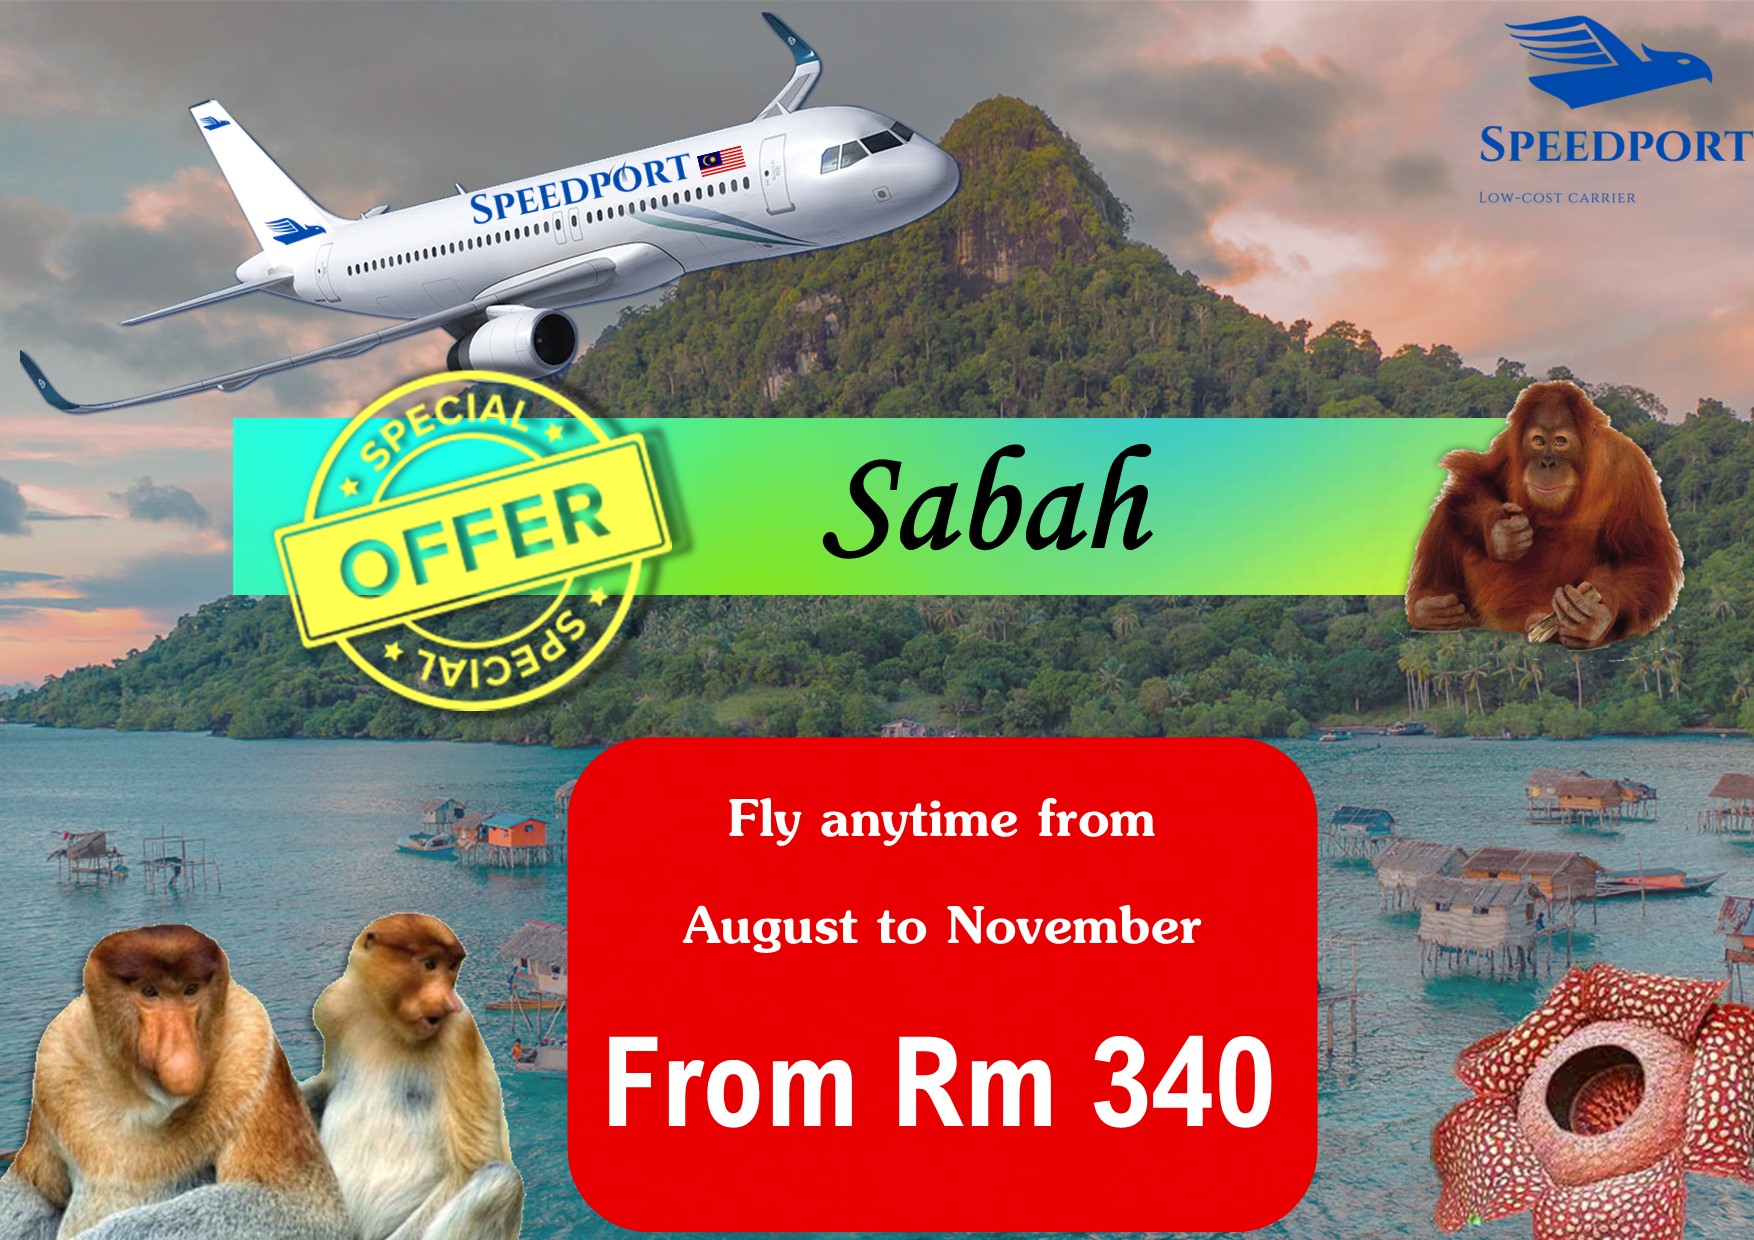 SPEEDPORT
SPEEDPORT
LOW-COST CARRIER
SPECIAL
OFFER
SPECIAL
Sabah
Fly anytime from
August to November
From Rm 340